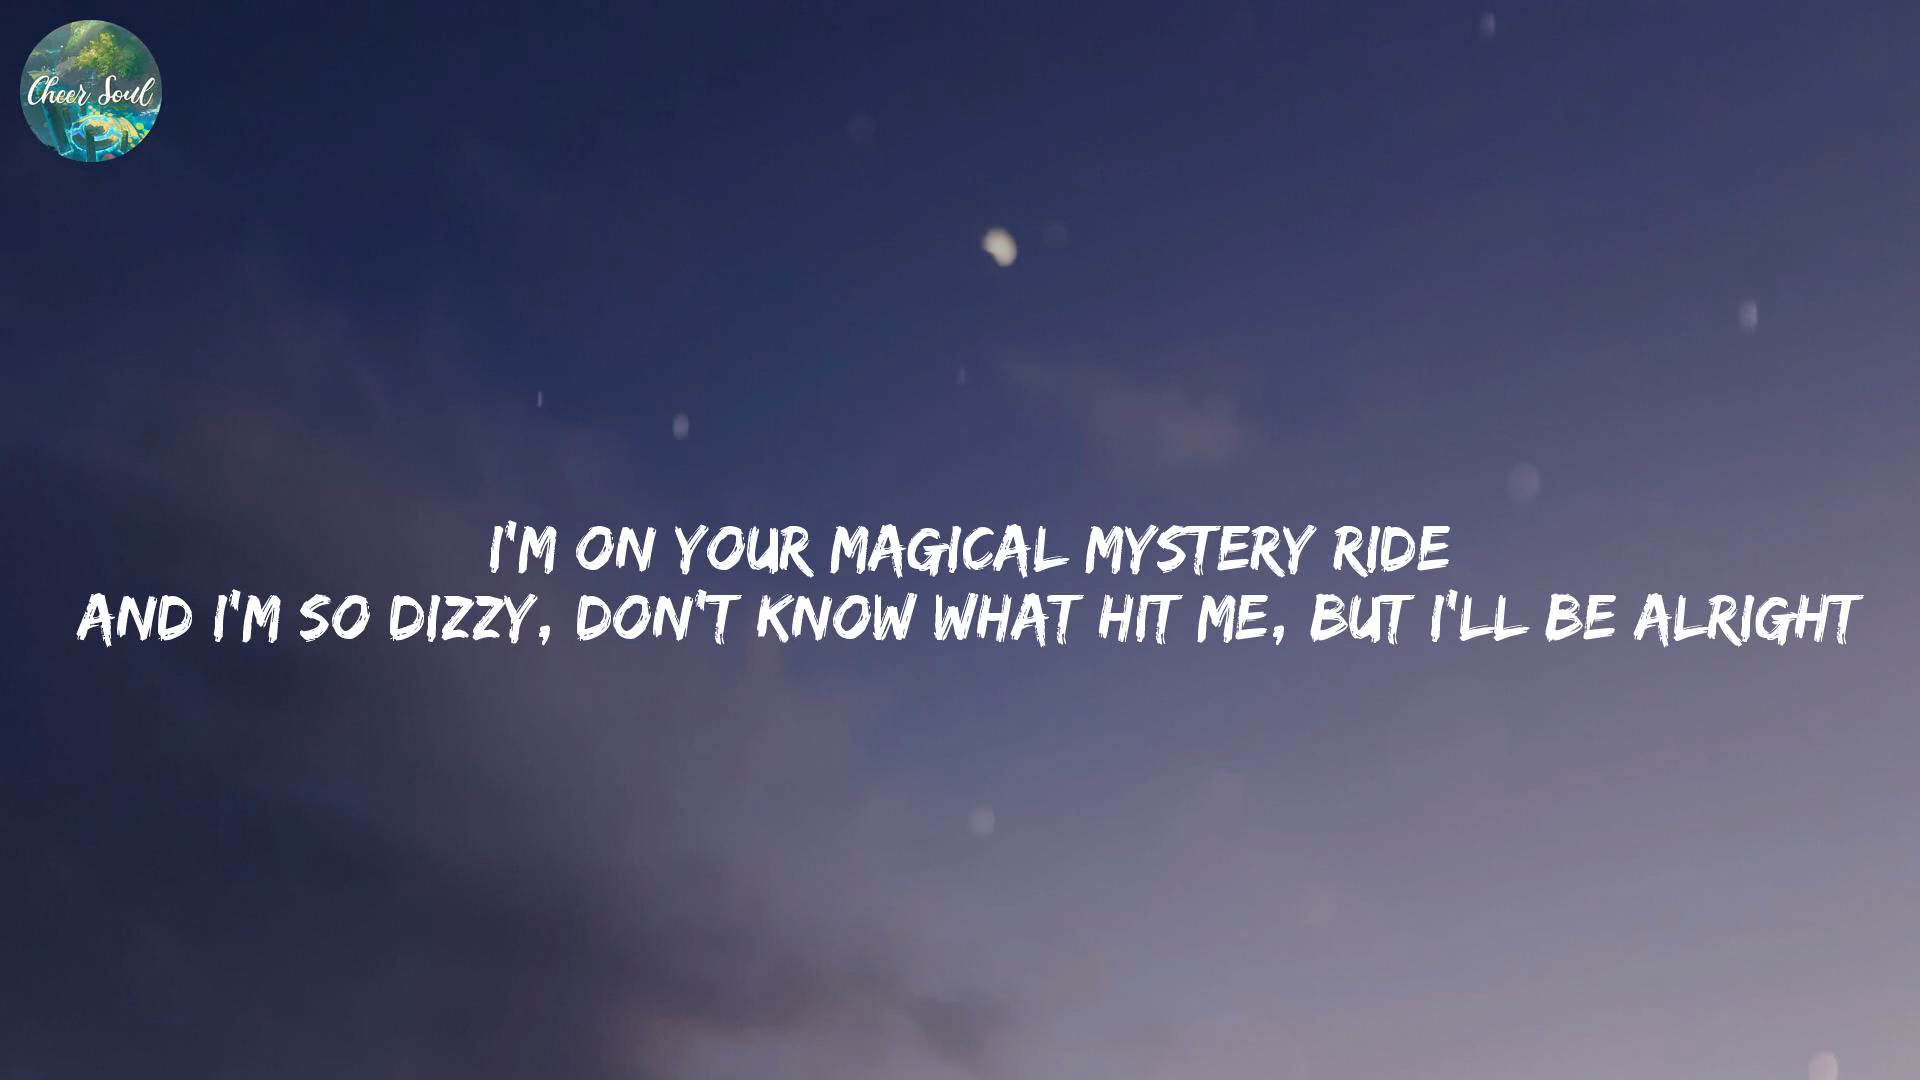 Cheer Soul
I'M ON YOUR MAGICAL MYSTERY RIDE
AND I'M SO DIZZY, DON'T KNOW WHAT HIT ME, BUT I'LL BE ALRIGHT